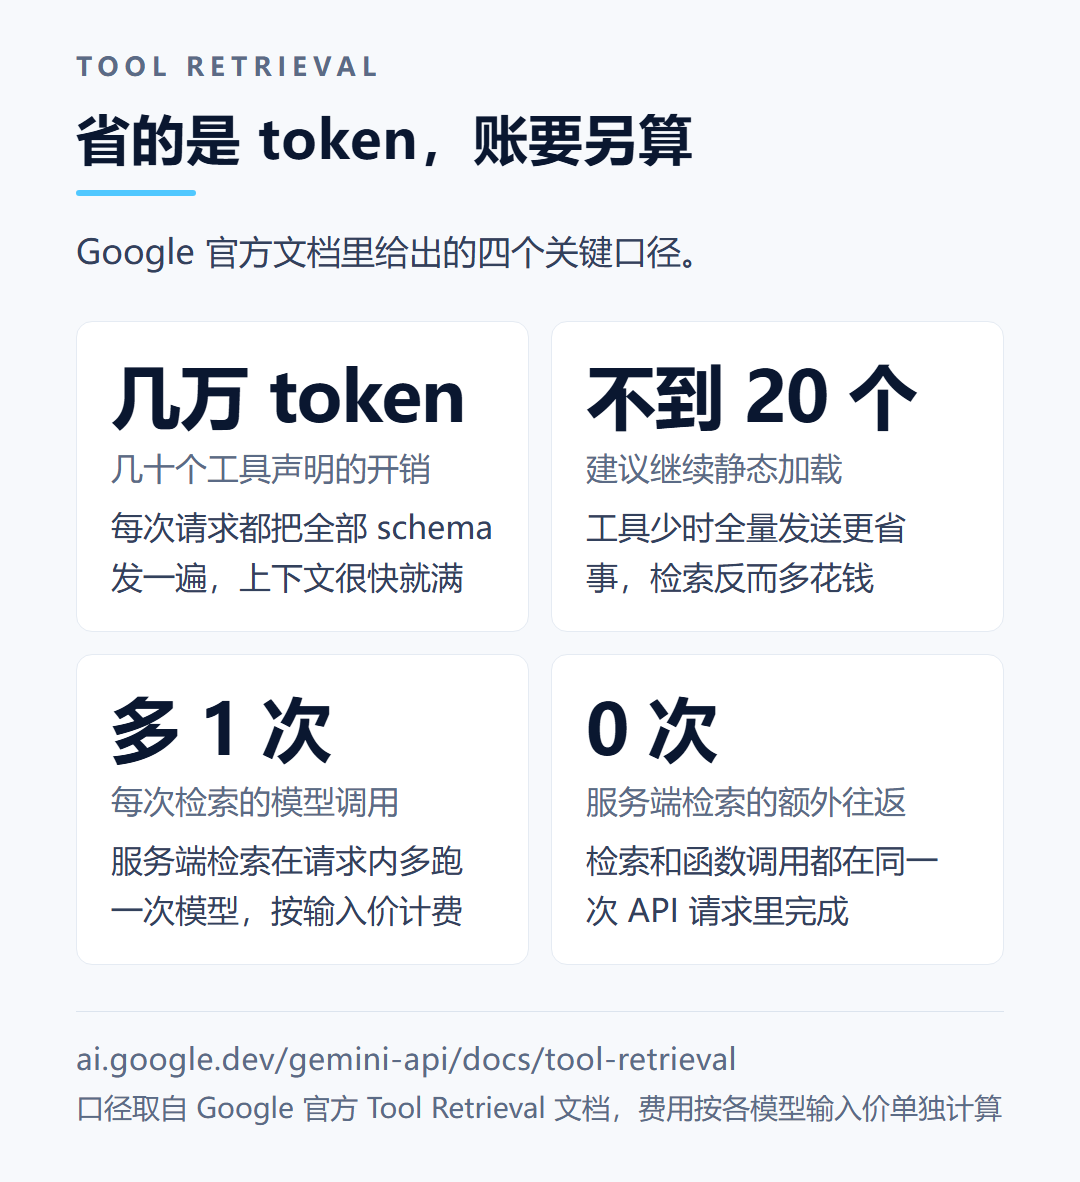 TOOL RETRIEVAL
省的是 token，账要另算
Google 官方文档里给出的四个关键口径。
几万 token
几十个工具声明的开销
每次请求都把全部 schema
发一遍，上下文很快就满
不到 20 个
建议继续静态加载
工具少时全量发送更省
事，检索反而多花钱
多 1 次
每次检索的模型调用
服务端检索在请求内多跑
一次模型，按输入价计费
0 次
服务端检索的额外往返
检索和函数调用都在同一
次 API 请求里完成
ai.google.dev/gemini-api/docs/tool-retrieval
口径取自 Google 官方 Tool Retrieval 文档，费用按各模型输入价单独计算